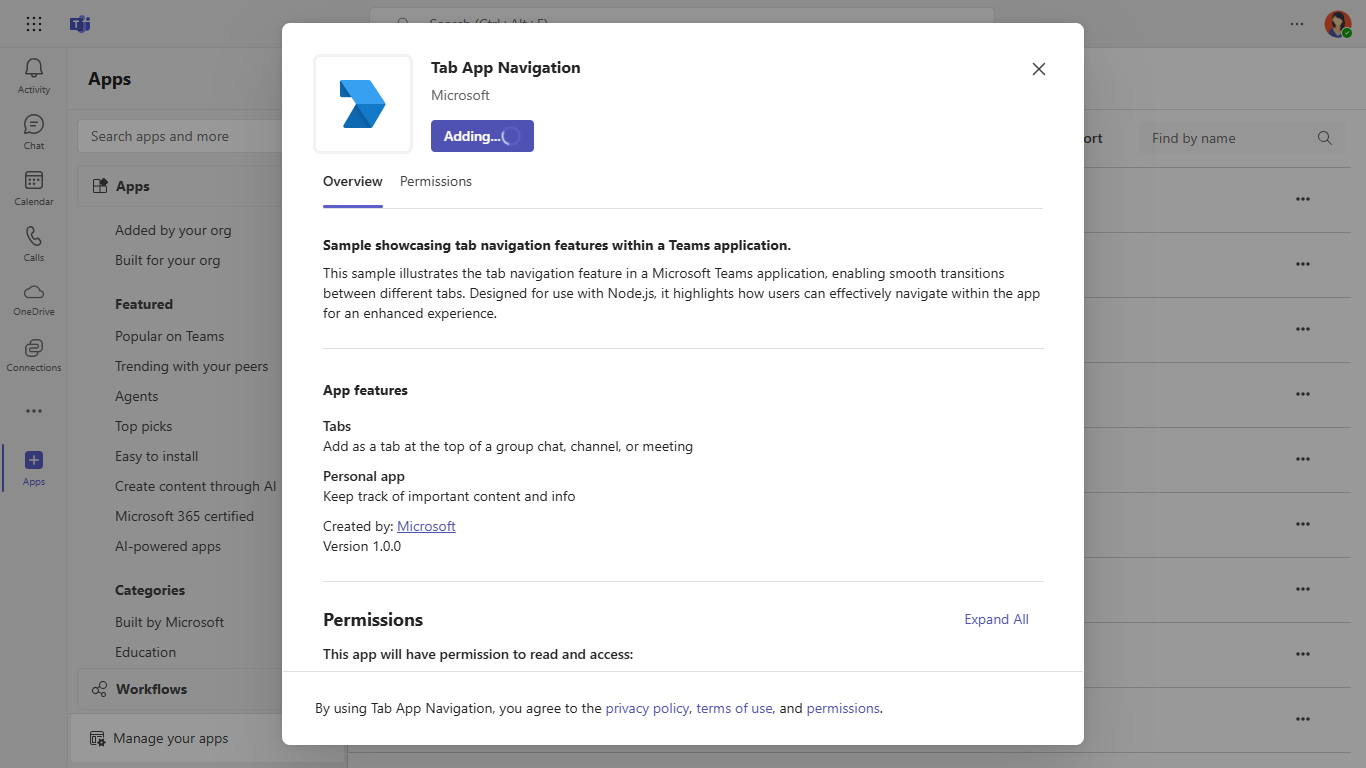 Search (Ctrl+Alt+E)
Activity
Chat
Calendar
Calls
OneDrive
Connections
Apps
Apps
Search apps and more
Apps
Added by your org
Built for your org
Featured
Popular on Teams
Trending with your peers
Agents
Top picks
Easy to install
Create content through AI
Microsoft 365 certified
AI-powered apps
Categories
Built by Microsoft
Education
Workflows
Manage your apps
Find by name
Tab App Navigation
Microsoft
Adding...
Overview Permissions
Sample showcasing tab navigation features within a Teams application.
This sample illustrates the tab navigation feature in a Microsoft Teams application, enabling smooth transitions
between different tabs. Designed for use with Node.js, it highlights how users can effectively navigate within the app
for an enhanced experience.
App features
Tabs
Add as a tab at the top of a group chat, channel, or meeting
Personal app
Keep track of important content and info
Created by: Microsoft
Version 1.0.0
Permissions Expand All
This app will have permission to read and access:
By using Tab App Navigation, you agree to the privacy policy, terms of use, and permissions.